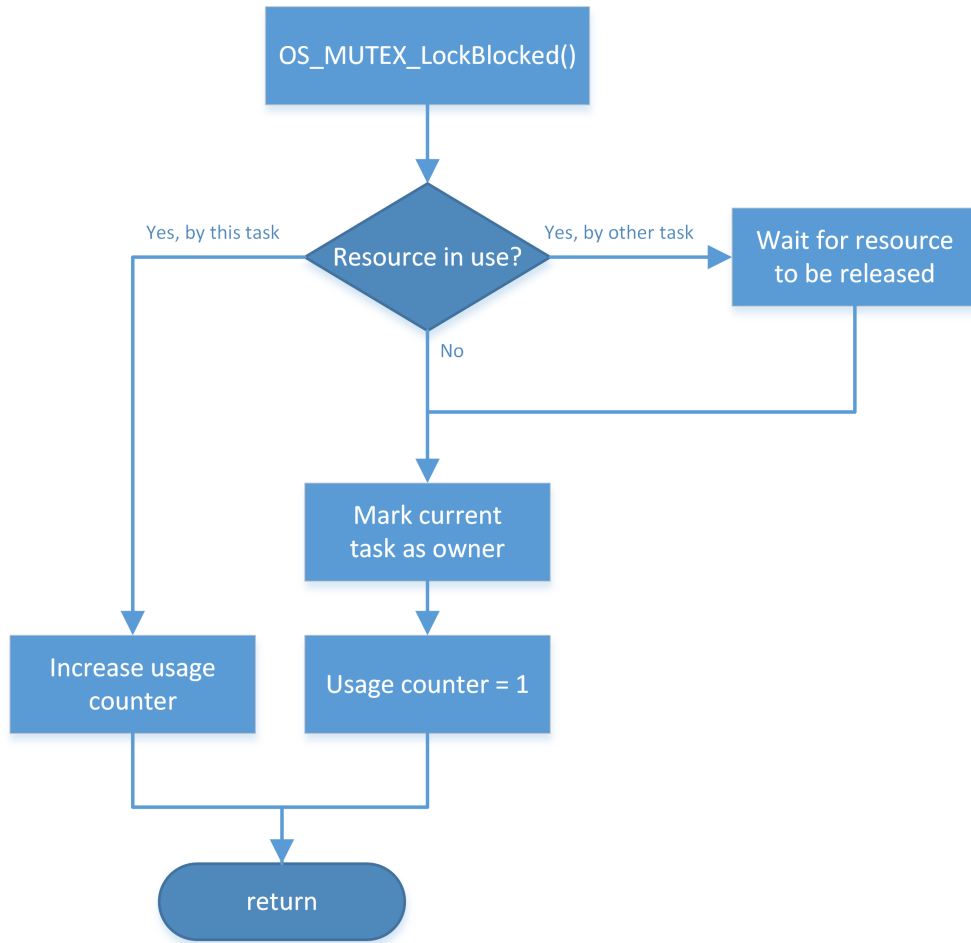 OS_MUTEX_LockBlocked()
Yes, by this task
Resource in use?
Yes, by other task
Wait for resource
to be released
No
Mark current
task as owner
Increase usage
counter
Usage counter = 1
return